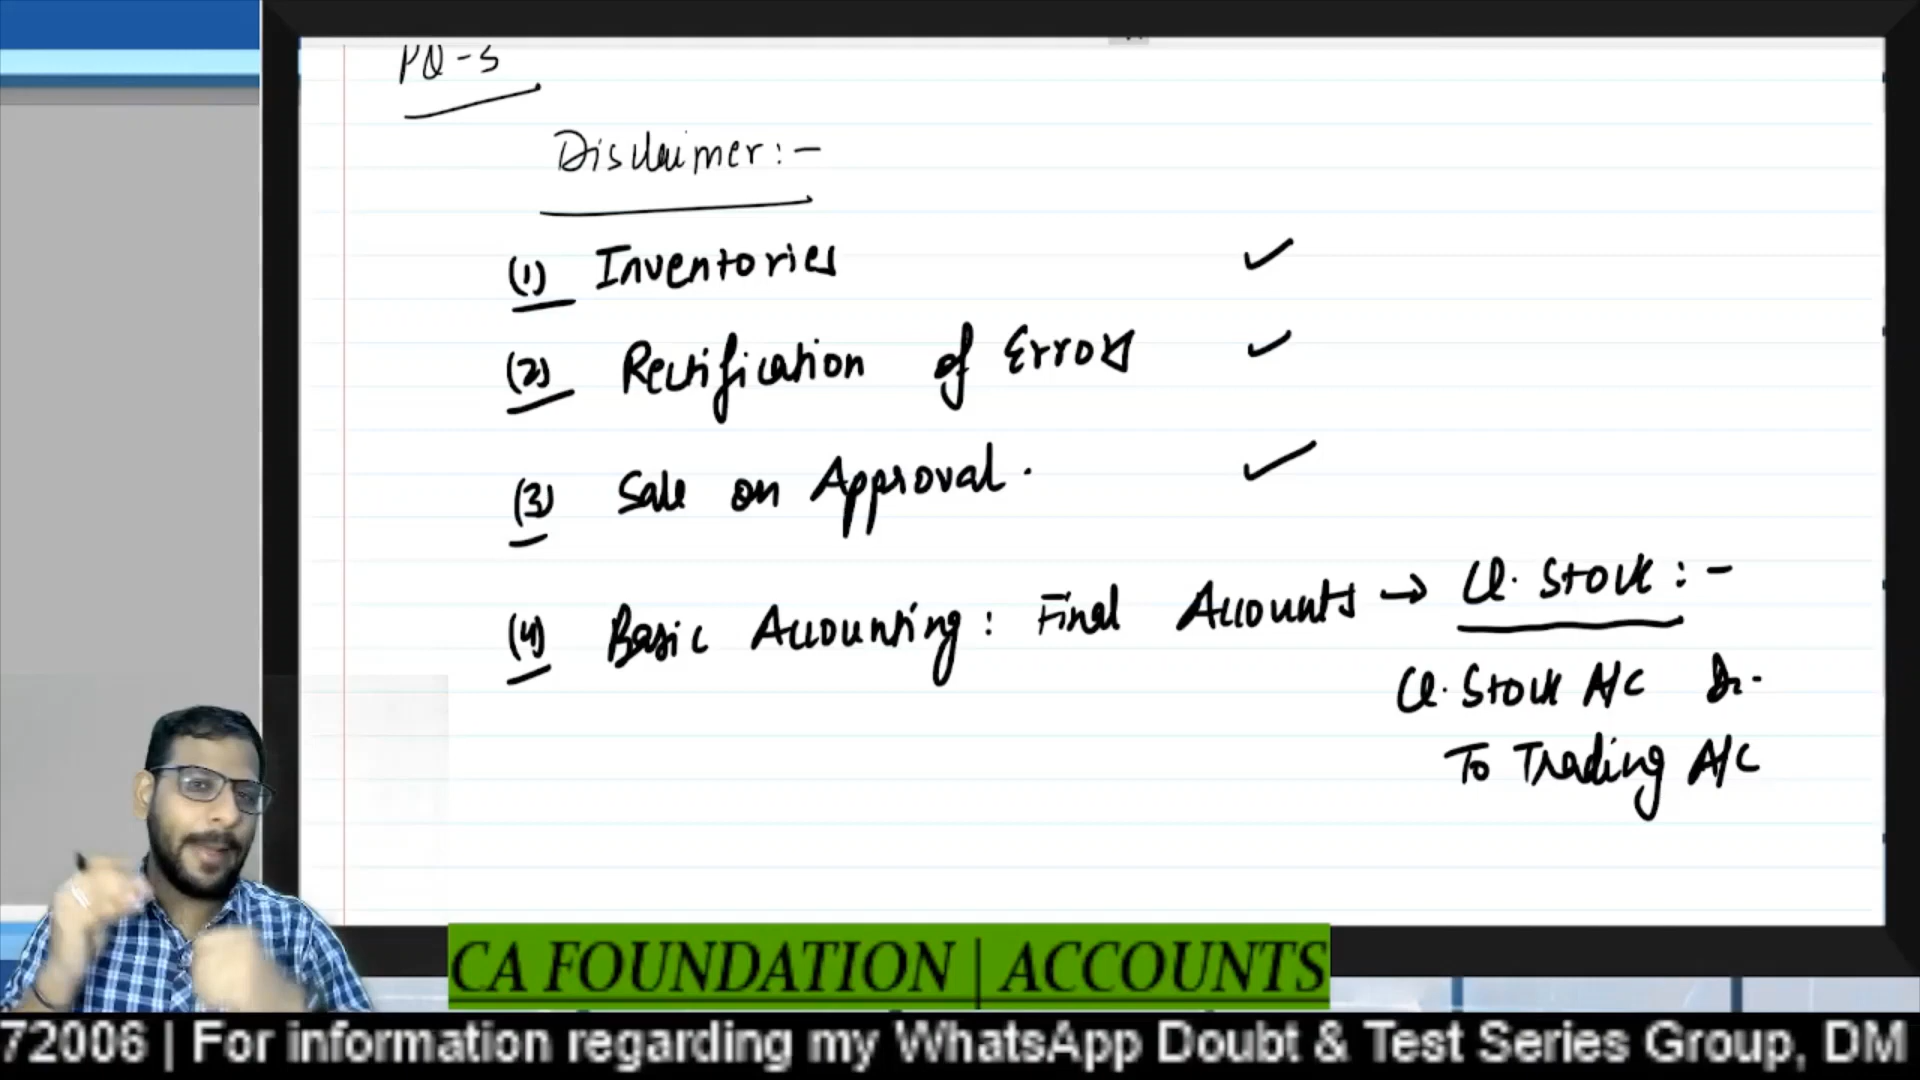 PQ-5
Disclaimer:-
(1) Inventories
(2) Rectification of Errors
(3) Sale on Approval.
(4) Basic Accounting: Final Accounts → Cl. Stock:-
Cl. Stock A/C Dr.
To Trading A/C
CA FOUNDATION | ACCOUNTS
72006 | For information regarding my WhatsApp Doubt & Test Series Group, DM